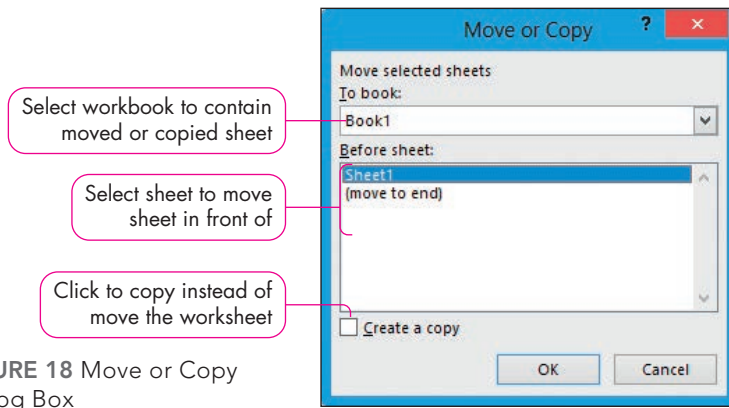 Move or Copy
?
×
Move selected sheets
To book:
Select workbook to contain
moved or copied sheet
Book1
Before sheet:
Sheet1
(move to end)
Select sheet to move
sheet in front of
Click to copy instead of
move the worksheet
Create a copy
OK
Cancel
URE 18 Move or Copy
og Box